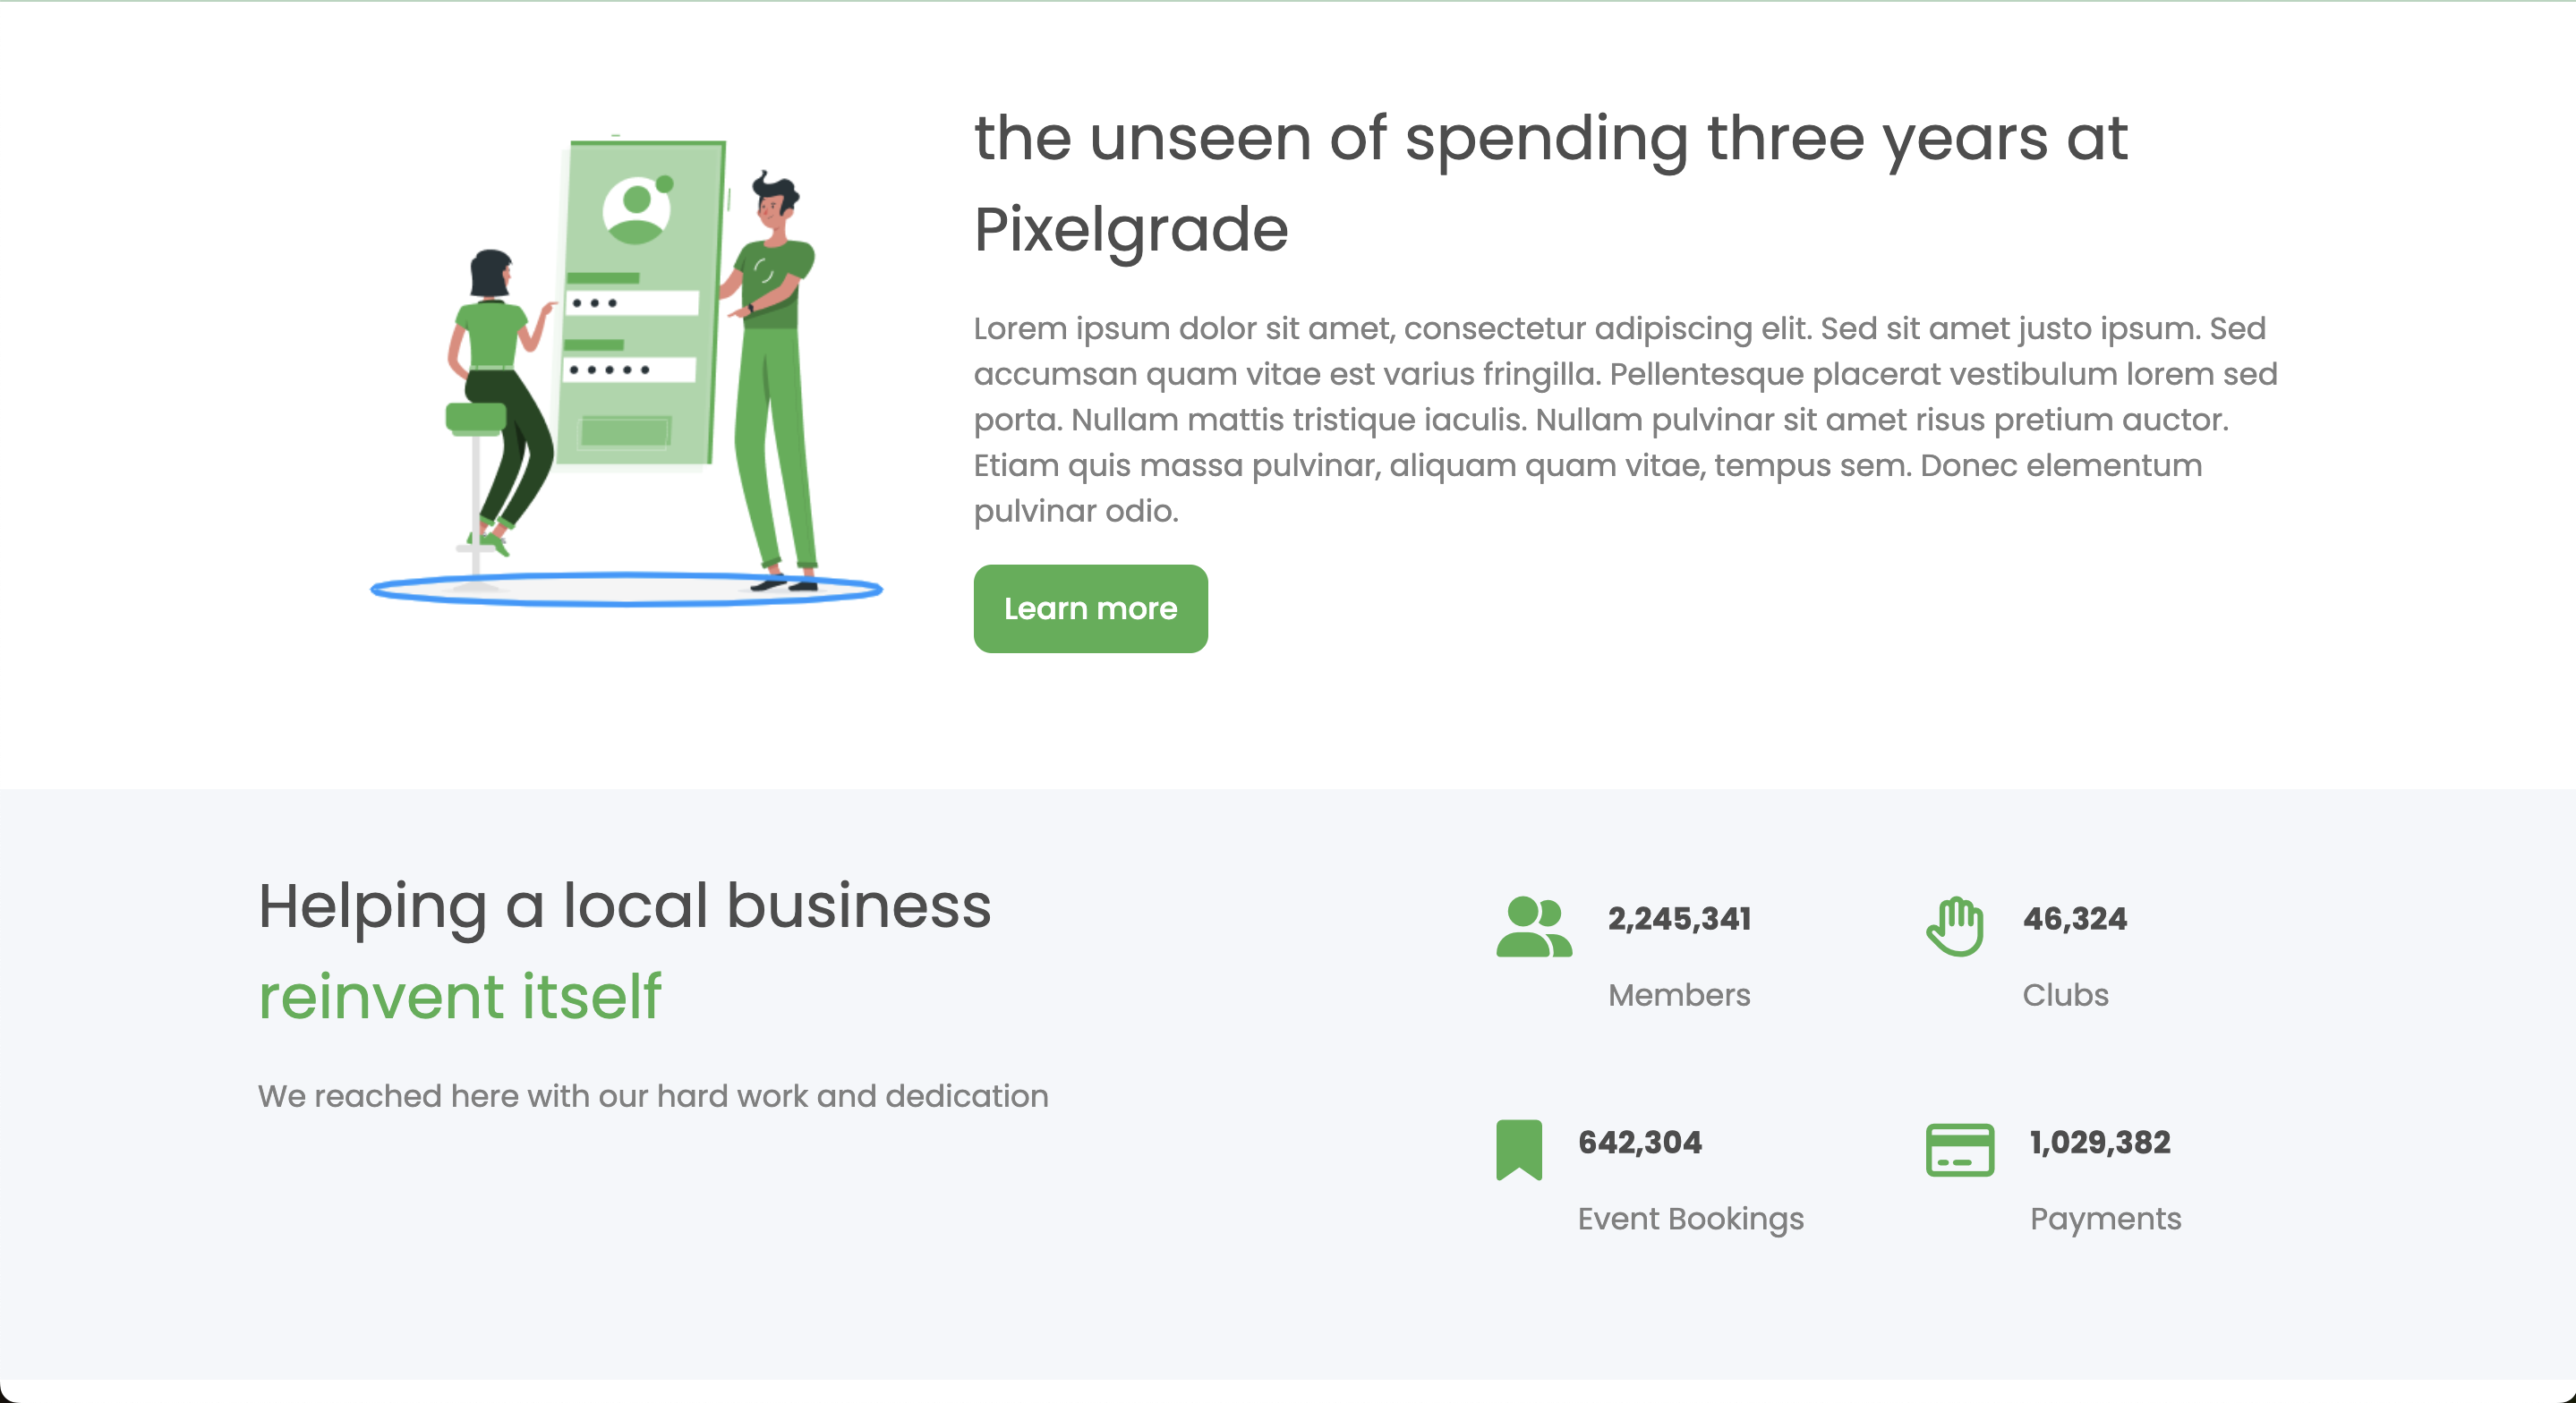 the unseen of spending three years at
Pixelgrade
Lorem ipsum dolor sit amet, consectetur adipiscing elit. Sed sit amet justo ipsum. Sed
accumsan quam vitae est varius fringilla. Pellentesque placerat vestibulum lorem sed
porta. Nullam mattis tristique iaculis. Nullam pulvinar sit amet risus pretium auctor.
Etiam quis massa pulvinar, aliquam quam vitae, tempus sem. Donec elementum
pulvinar odio.
Learn more
Helping a local business
reinvent itself
We reached here with our hard work and dedication
2,245,341
Members
46,324
Clubs
642,304
Event Bookings
1,029,382
Payments